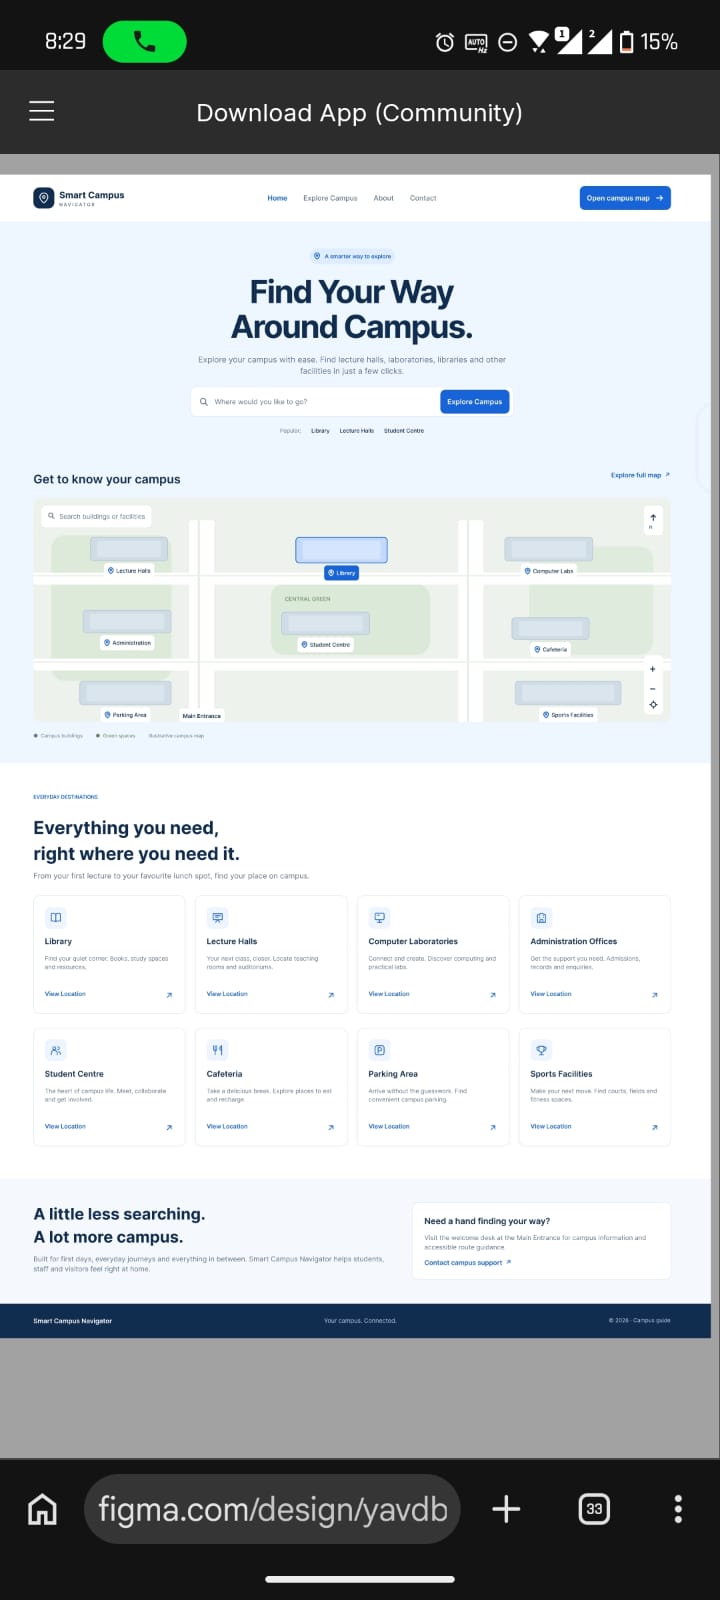 8:29
AUTO
Hz
1
2
15%
Download App (Community)
Smart Campus
NAVIGATOR
Home
Explore Campus
About
Contact
Open campus map
A smarter way to explore
Find Your Way
Around Campus.
Explore your campus with ease. Find lecture halls, laboratories, libraries and other
facilities in just a few clicks.
Where would you like to go?
Explore Campus
Popular:
Library
Lecture Halls
Student Centre
Get to know your campus
Explore full map
Search buildings or facilities
Lecture Halls
Library
Computer Labs
CENTRAL GREEN
Administration
Student Centre
Cafeteria
+
−
Parking Area
Main Entrance
Sports Facilities
Campus buildings
Green spaces
Illustrative campus map
EVERYDAY DESTINATIONS
Everything you need,
right where you need it.
From your first lecture to your favourite lunch spot, find your place on campus.
Library
Find your quiet corner. Books, study spaces
and resources.
View Location
Lecture Halls
Your next class, closer. Locate teaching
rooms and auditoriums.
View Location
Computer Laboratories
Connect and create. Discover computing and
practical labs.
View Location
Administration Offices
Get the support you need. Admissions,
records and enquiries.
View Location
Student Centre
The heart of campus life. Meet, collaborate
and get involved.
View Location
Cafeteria
Take a delicious break. Explore places to eat
and recharge.
View Location
P
Parking Area
Arrive without the guesswork. Find
convenient campus parking.
View Location
Sports Facilities
Make your next move. Find courts, fields and
fitness spaces.
View Location
A little less searching.
A lot more campus.
Built for first days, everyday journeys and everything in between. Smart Campus Navigator helps students,
staff and visitors feel right at home.
Need a hand finding your way?
Visit the welcome desk at the Main Entrance for campus information and
accessible route guidance.
Contact campus support
Smart Campus Navigator
Your campus. Connected.
© 2026 · Campus guide
figma.com/design/yavdb
33